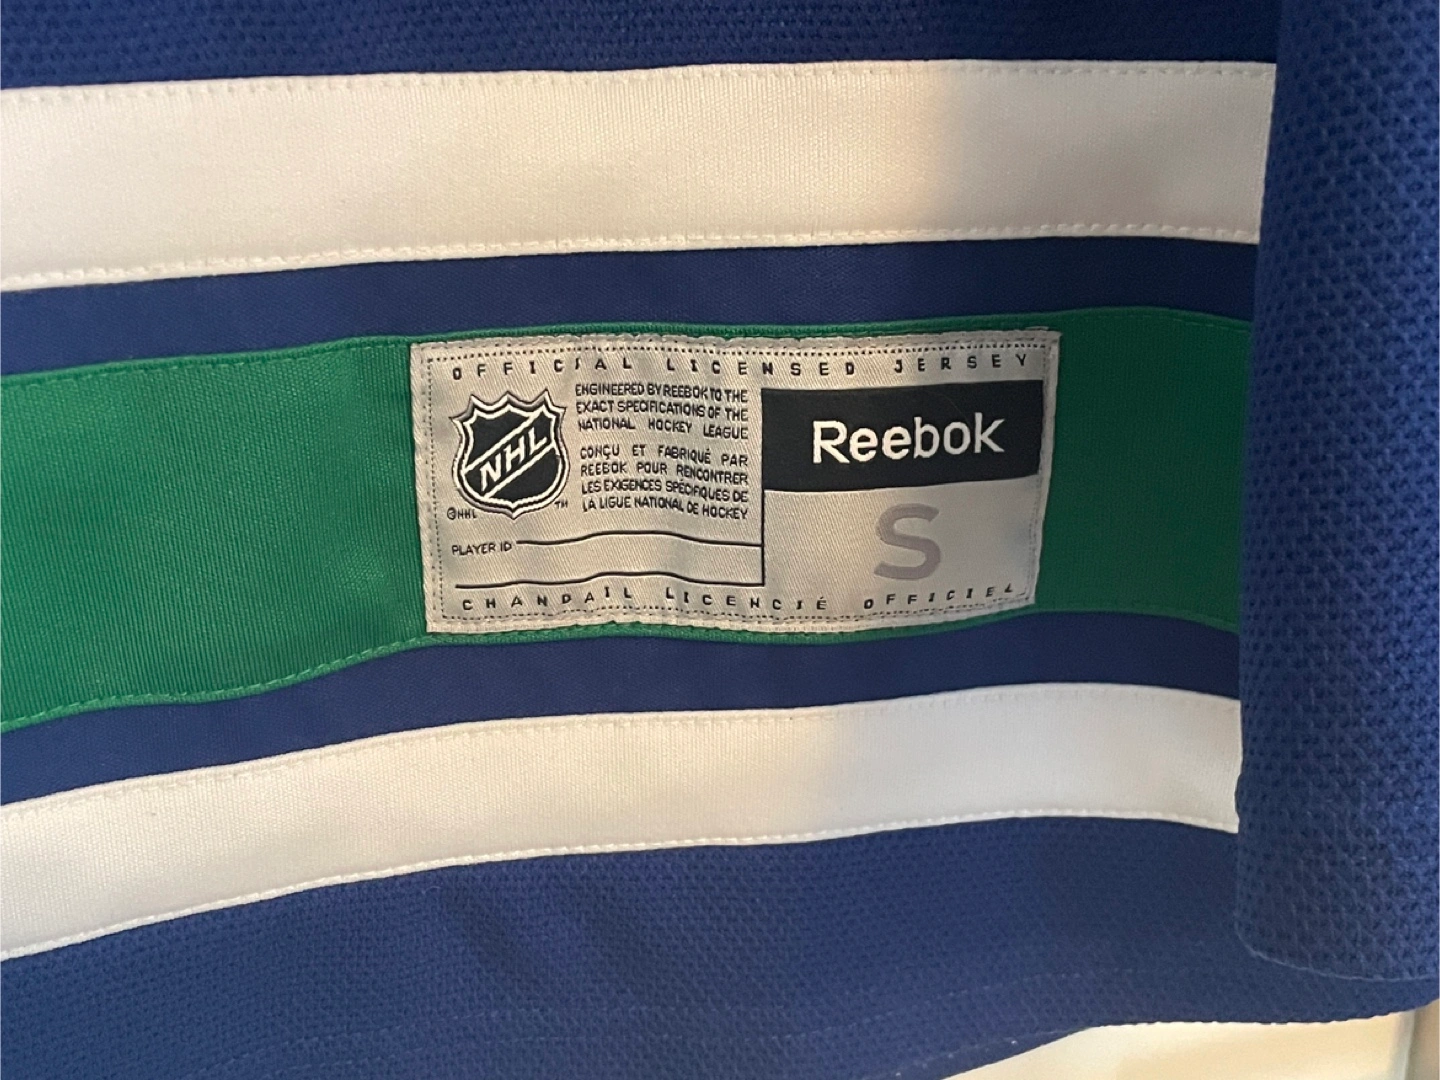 OFFICIAL LICENSED JERSEY
NHL
©NHL
™
ENGINEERED BY REEBOK TO THE
EXACT SPECIFICATIONS OF THE
NATIONAL HOCKEY LEAGUE
CONÇU ET FABRIQUÉ PAR
REEBOK POUR RENCONTRER
LES EXIGENCES SPÉCIFIQUES DE
LA LIGUE NATIONAL DE HOCKEY
PLAYER ID
Reebok
S
CHANDAIL LICENCIÉ OFFICIEL